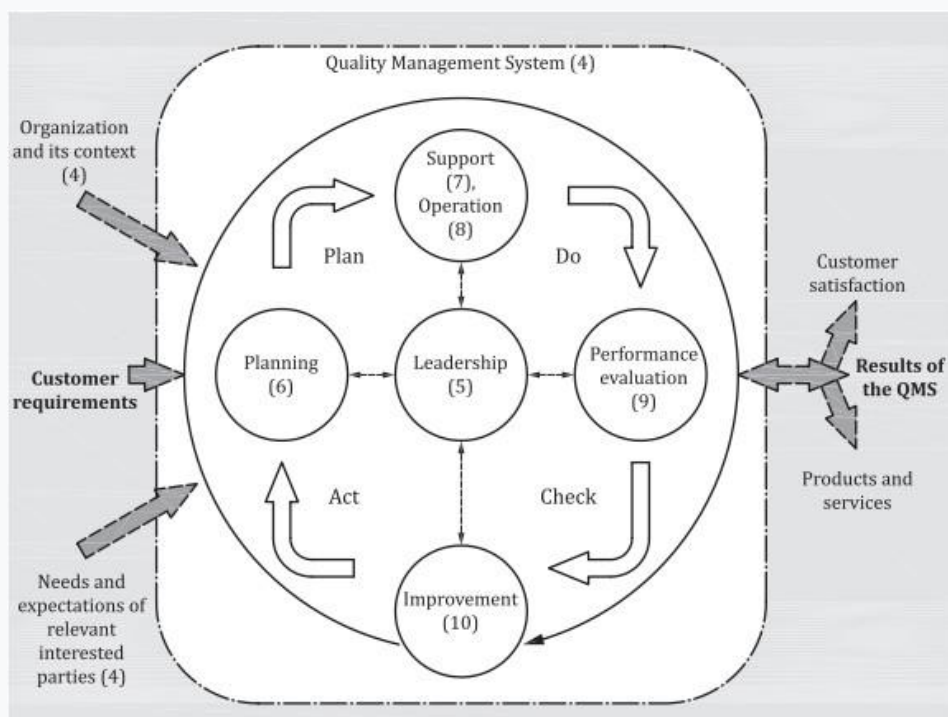 Quality Management System (4)
Organization
and its context
(4)
Support
(7),
Operation
(8)
Plan
Do
Customer
satisfaction
Planning
(6)
Leadership
(5)
Performance
evaluation
(9)
Customer
requirements
Results of
the QMS
Act
Check
Products and
services
Needs and
expectations of
relevant
interested
parties (4)
Improvement
(10)